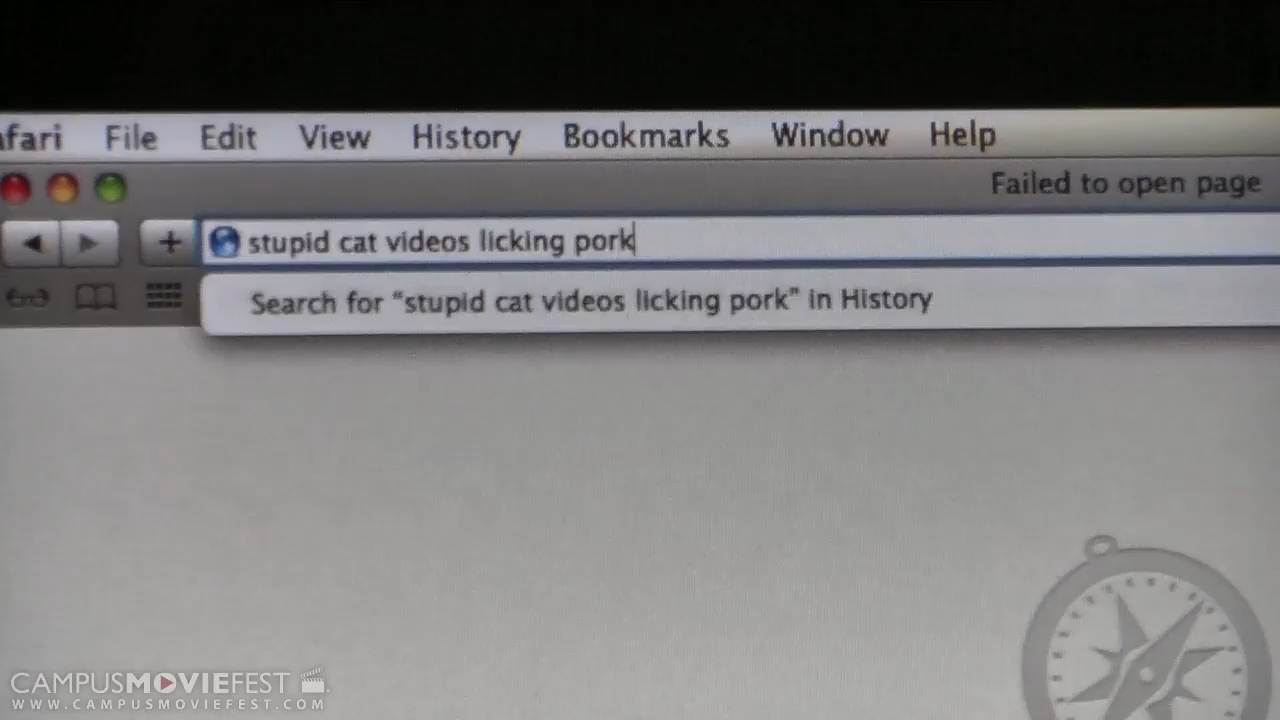 afari File Edit View History Bookmarks Window Help
Failed to open page
stupid cat videos licking pork
Search for “stupid cat videos licking pork” in History
CAMPUSMOVIEFEST
WWW.CAMPUSMOVIEFEST.COM